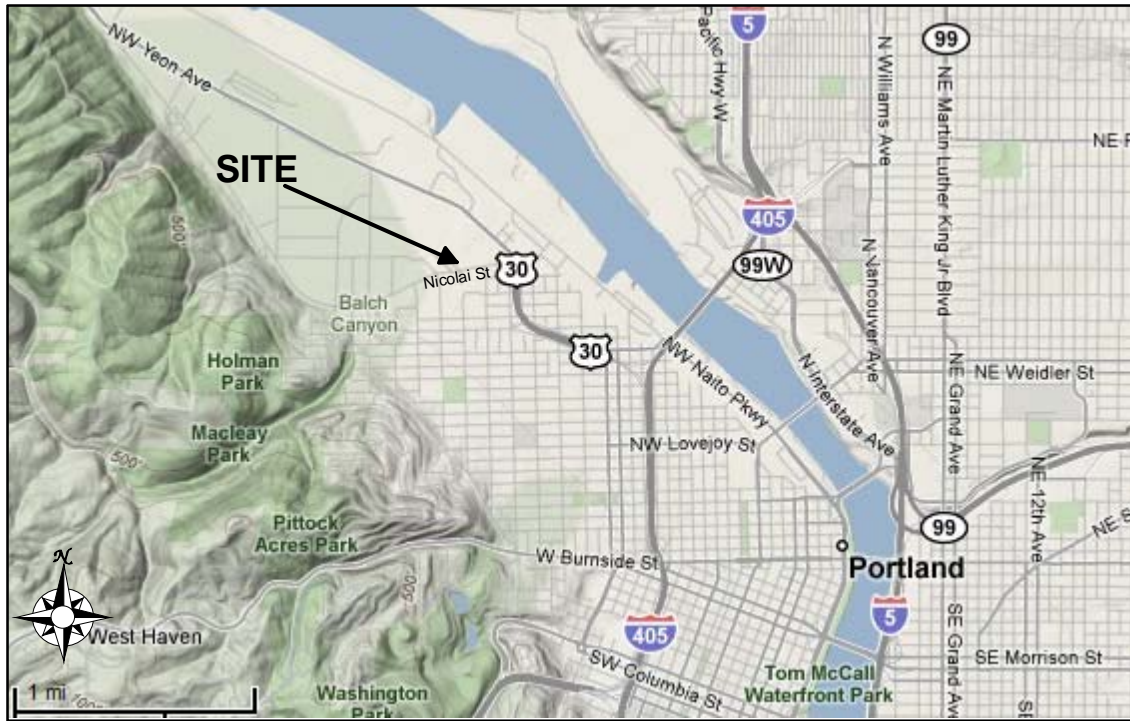 NW Yeon Ave
Pacific Hwy W
5
N Williams Ave
99
NE Martin Luther King Jr Blvd
NE F
SITE
500°
405
99W
Nicolai St
30
Balch
Canyon
N Vancouver Ave
30
Holman
Park
NW Naito Pkwy
N Interstate Ave
NE Weidler St
NE Grand Ave
Macleay
Park
500°
NW Lovejoy St
NE 12th Ave
Pittock
Acres Park
99
NE S
W Burnside St
Portland
500°
N
West Haven
405
5
SE Grand Ave
SE Morrison St
SW Columbia St
Tom McCall
Waterfront Park
1 mi
Washington
Park
SE